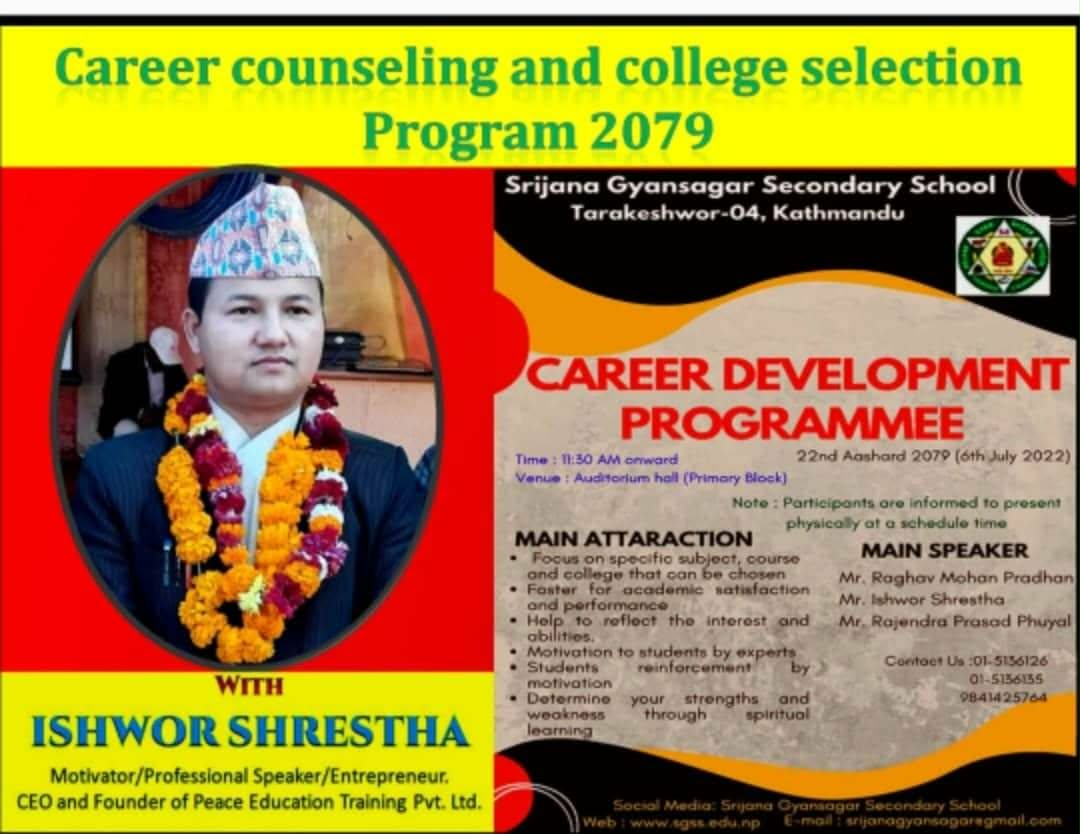 Career counseling and college selection
Program 2079
Srijana Gyansagar Secondary School
Tarakeshwor-04, Kathmandu
CAREER DEVELOPMENT
PROGRAMMEE
Time : 11:30 AM onward
22nd Aashard 2079 (6th July 2022)
Venue : Auditorium hall (Primary Block)
Note : Participants are informed to present
physically at a schedule time
MAIN ATTARACTION
• Focus on specific subject, course
and college that can be chosen
• Foster for academic satisfaction
and performance
• Help to reflect the interest and
abilities.
• Motivation to students by experts
• Students reinforcement by
motivation
• Determine your strengths and
weakness through spiritual
learning
MAIN SPEAKER
Mr. Raghav Mohan Pradhan
Mr. Ishwor Shrestha
Mr. Rajendra Prasad Phuyal
Contact Us :01-5136126
01-5136135
9841425764
WITH
ISHWOR SHRESTHA
Motivator/Professional Speaker/Entrepreneur.
CEO and Founder of Peace Education Training Pvt. Ltd.
Social Media: Srijana Gyansagar Secondary School
Web : www.sgss.edu.np E-mail : srijanagyansagar@gmail.com